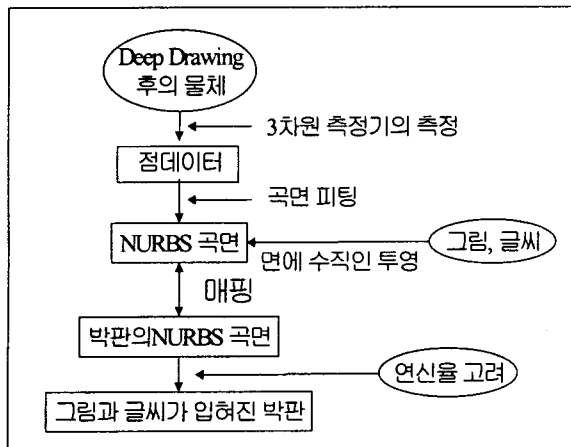 Deep Drawing
후의 물체
3차원 측정기의 측정
점데이터
곡면 피팅
NURBS 곡면
그림, 글씨
면에 수직인 투영
매핑
박판의NURBS 곡면
연신율 고려
그림과 글씨가 입혀진 박판